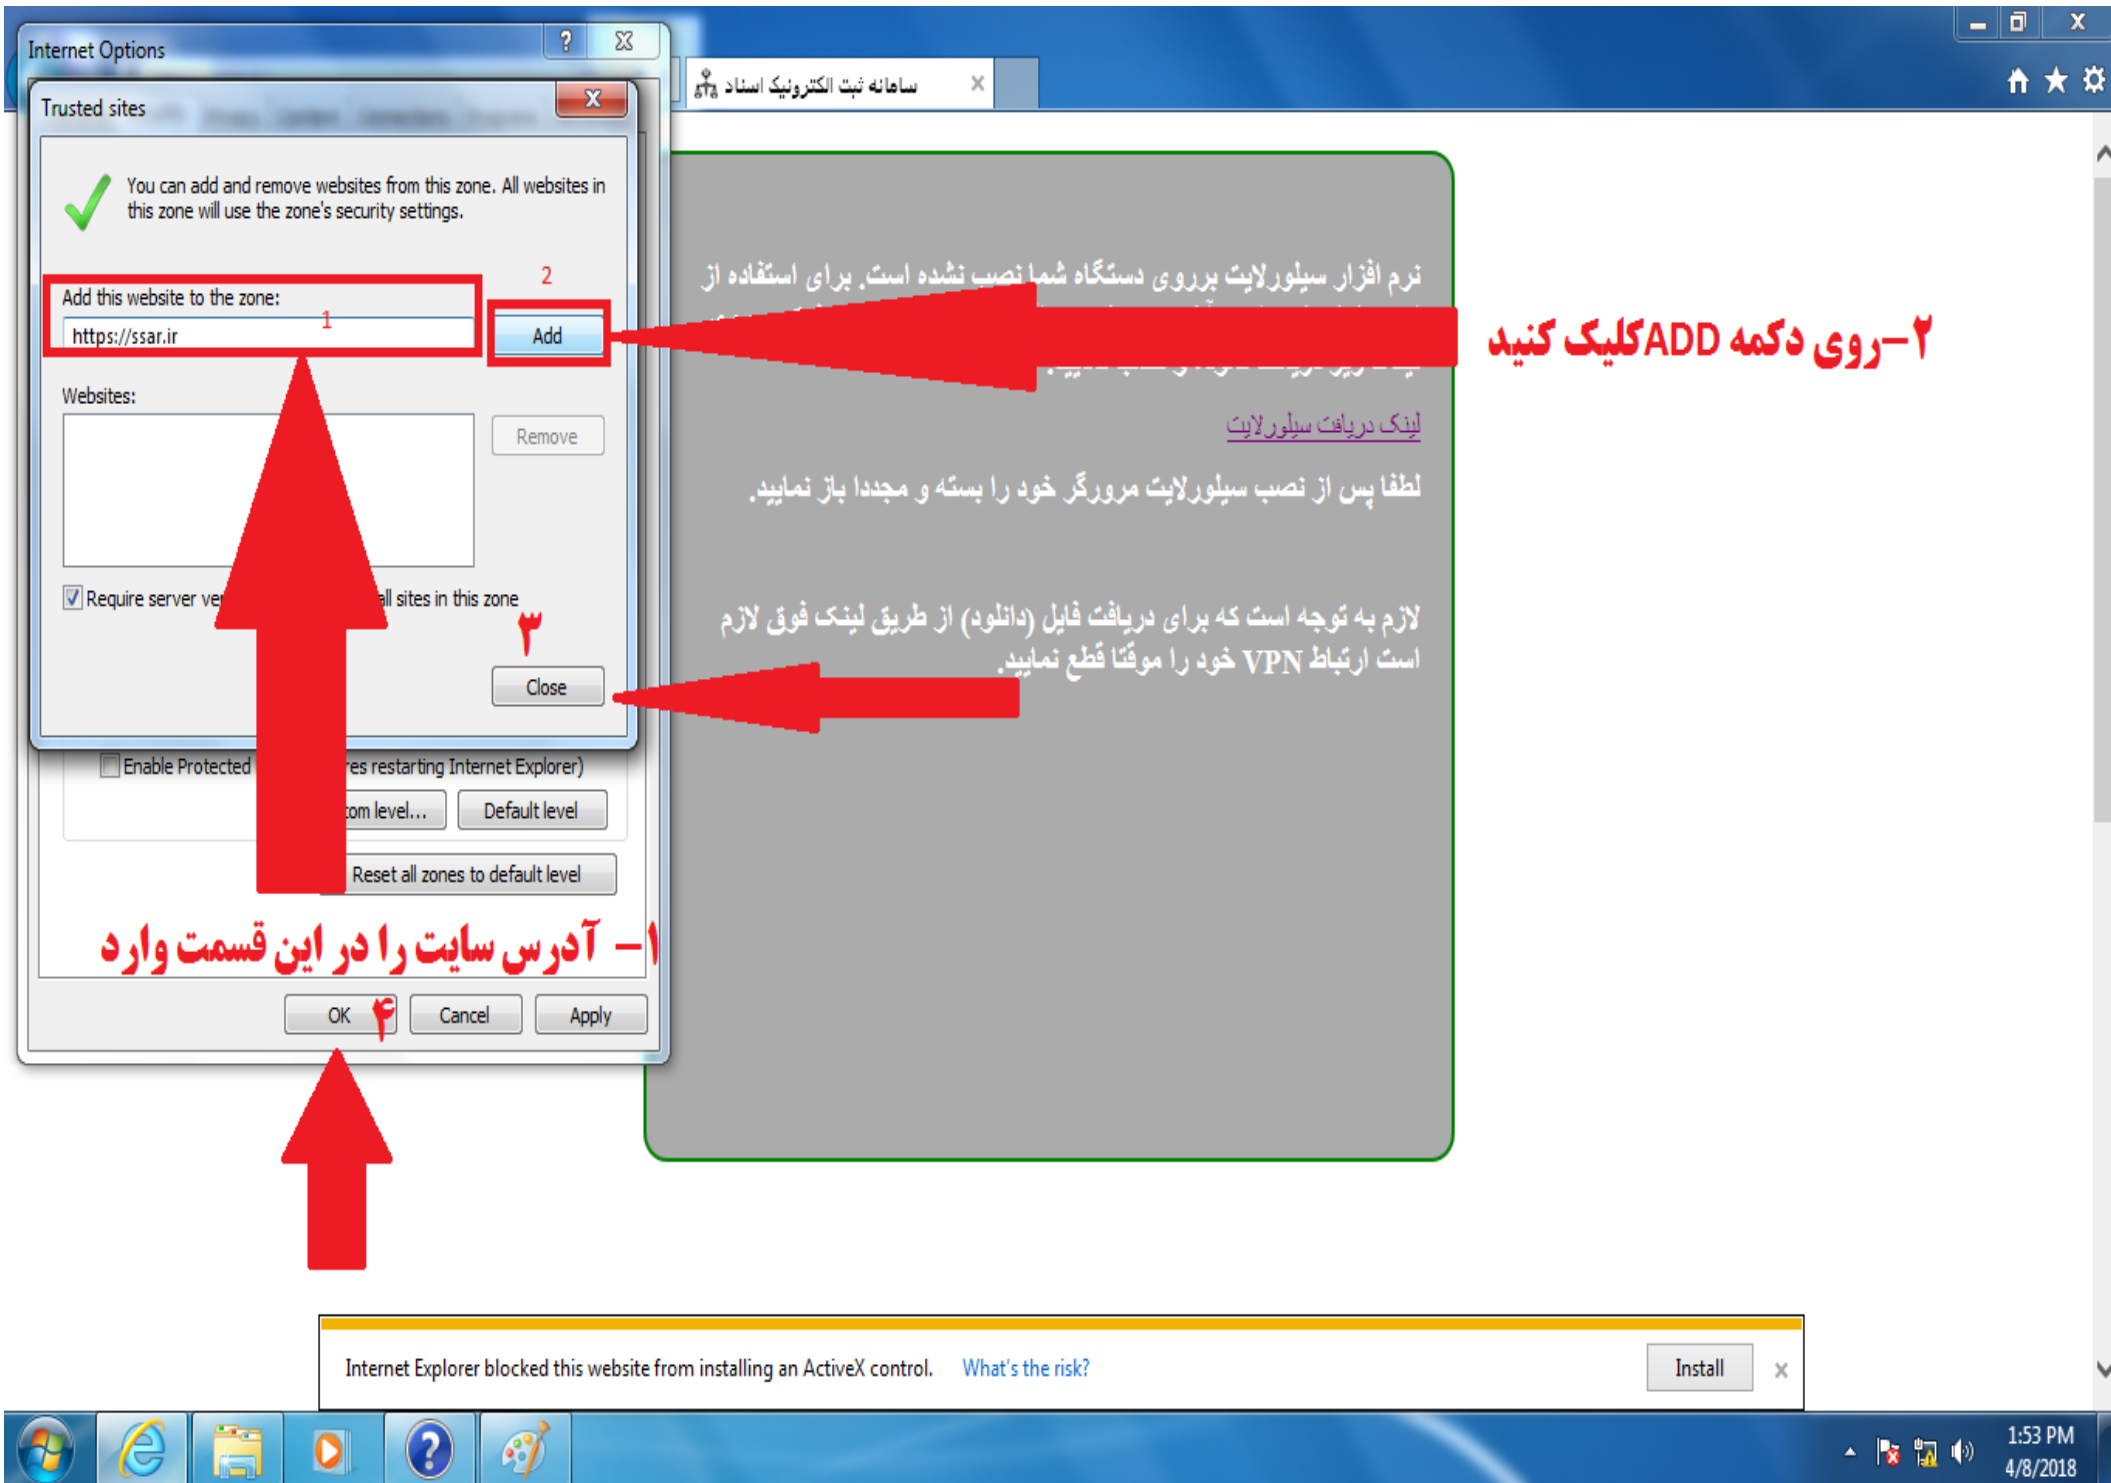 Internet Options
Trusted sites
سامانه ثبت الکترونیک اسناد
You can add and remove websites from this zone. All websites in
this zone will use the zone's security settings.
2
Add this website to the zone:
1
https://ssar.ir
Add
Websites:
Remove
Require server all sites in this zone
۳
Close
Enable Protected restarting Internet Explorer)
level...
Default level
Reset all zones to default level
۱- آدرس سایت را در این قسمت وارد
OK
۴
Cancel
Apply
نرم افزار سیلورلایت برروی دستگاه شما نصب نشده است. برای استفاده از
۲-روی دکمه ADDکلیک کنید
لینک دریافت سیلورلایت
لطفا پس از نصب سیلورلایت مرورگر خود را بسته و مجددا باز نمایید.
لازم به توجه است که برای دریافت فایل (دانلود) از طریق لینک فوق لازم
است ارتباط VPN خود را موقتا قطع نمایید.
Internet Explorer blocked this website from installing an ActiveX control.
What's the risk?
Install
1:53 PM
4/8/2018